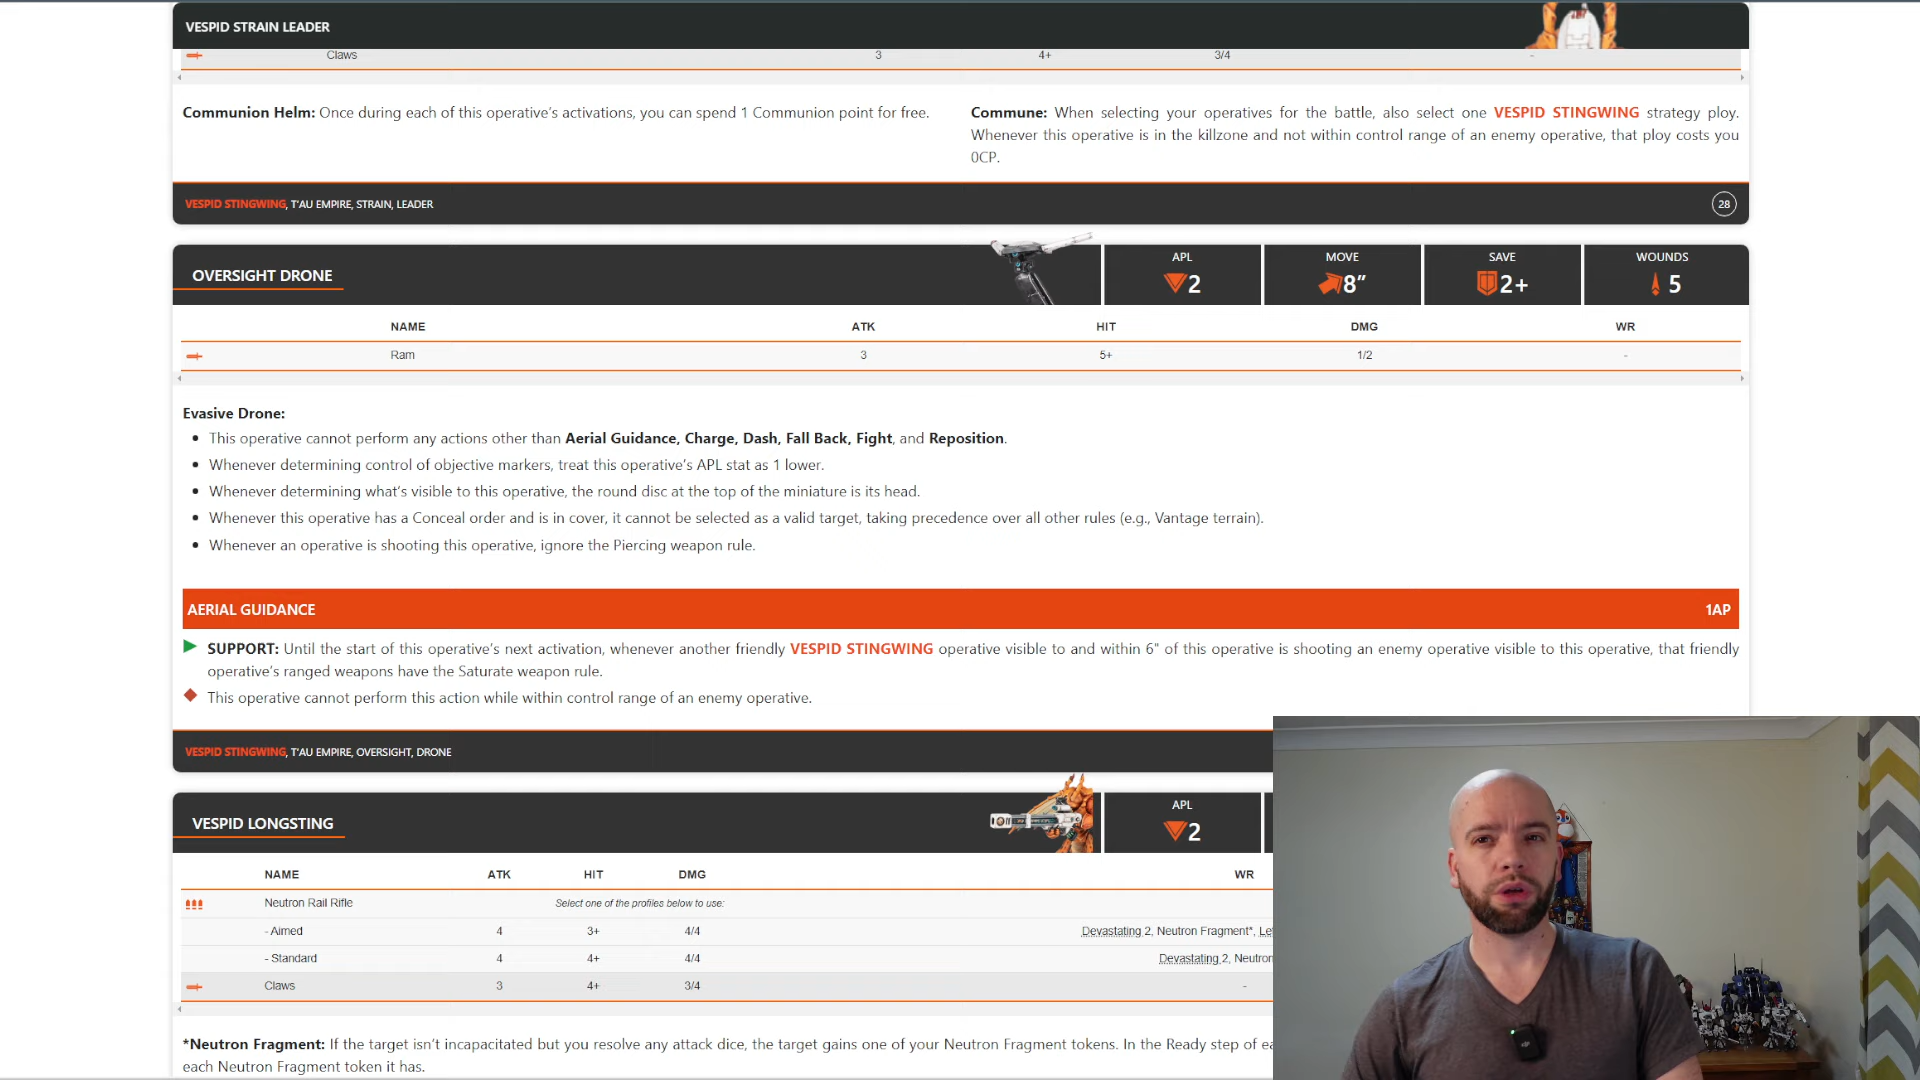 VESPID STRAIN LEADER
Claws 3 4+ 3/4 -
Communion Helm: Once during each of this operative's activations, you can spend 1 Communion point for free.
Commune: When selecting your operatives for the battle, also select one VESPID STINGWING strategy ploy.
Whenever this operative is in the killzone and not within control range of an enemy operative, that ploy costs you
0CP.
VESPID STINGWING, T'AU EMPIRE, STRAIN, LEADER 28
OVERSIGHT DRONE
APL MOVE SAVE WOUNDS
2 8" 2+ 5
NAME ATK HIT DMG WR
Ram 3 5+ 1/2 -
Evasive Drone:
• This operative cannot perform any actions other than Aerial Guidance, Charge, Dash, Fall Back, Fight, and Reposition.
• Whenever determining control of objective markers, treat this operative's APL stat as 1 lower.
• Whenever determining what's visible to this operative, the round disc at the top of the miniature is its head.
• Whenever this operative has a Conceal order and is in cover, it cannot be selected as a valid target, taking precedence over all other rules (e.g., Vantage terrain).
• Whenever an operative is shooting this operative, ignore the Piercing weapon rule.
AERIAL GUIDANCE 1AP
SUPPORT: Until the start of this operative's next activation, whenever another friendly VESPID STINGWING operative visible to and within 6" of this operative is shooting an enemy operative visible to this operative, that friendly
operative's ranged weapons have the Saturate weapon rule.
This operative cannot perform this action while within control range of an enemy operative.
VESPID STINGWING, T'AU EMPIRE, OVERSIGHT, DRONE
VESPID LONGSTING
APL
2
NAME ATK HIT DMG WR
Neutron Rail Rifle Select one of the profiles below to use:
- Aimed 4 3+ 4/4 Devastating 2, Neutron Fragment*, Le
- Standard 4 4+ 4/4 Devastating 2, Neutron
Claws 3 4+ 3/4 -
*Neutron Fragment: If the target isn't incapacitated but you resolve any attack dice, the target gains one of your Neutron Fragment tokens. In the Ready step of ea
each Neutron Fragment token it has.